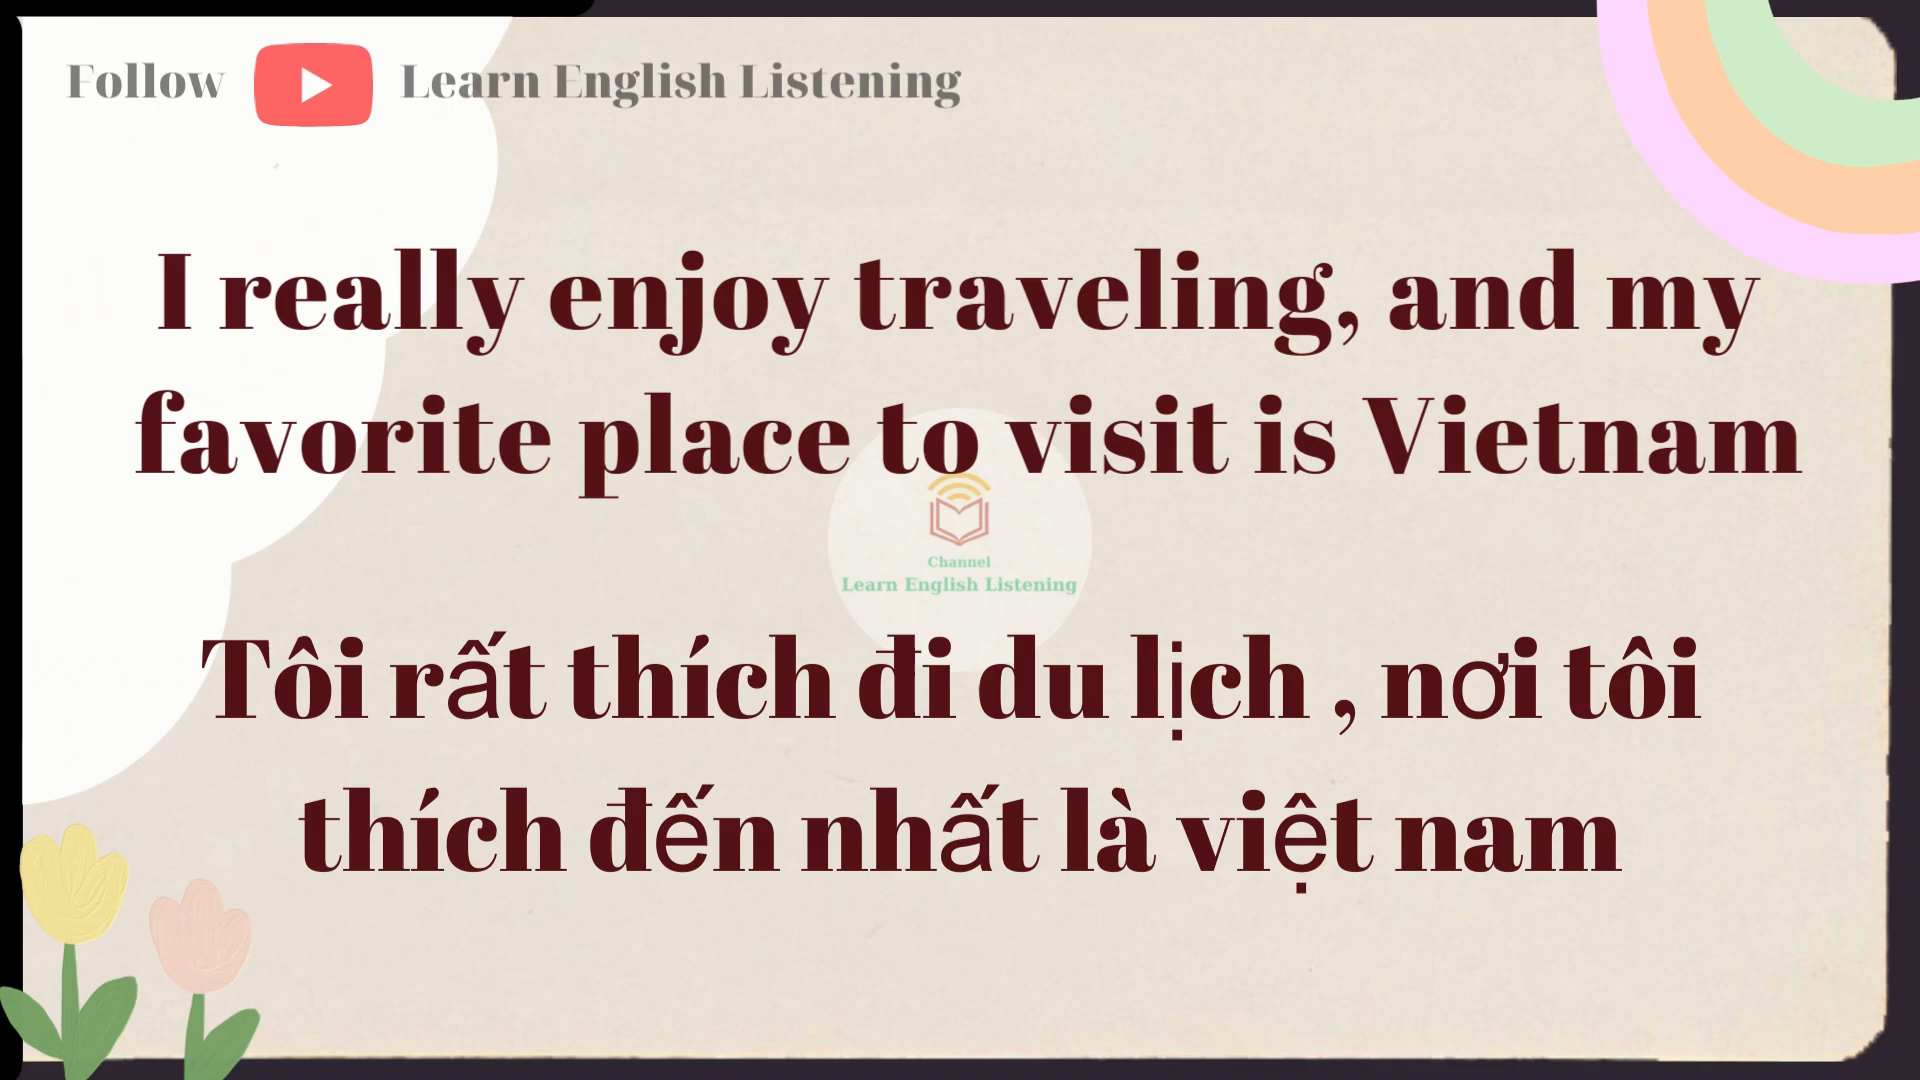 Follow Learn English Listening
I really enjoy traveling, and my
favorite place to visit is Vietnam
Channel
Learn English Listening
Tôi rất thích đi du lịch , nơi tôi
thích đến nhất là việt nam